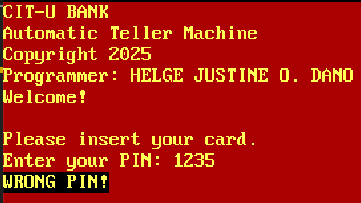 CIT-U BANK
Automatic Teller Machine
Copyright 2025
Programmer: HELGE JUSTINE O. DANO
Welcome!
Please insert your card.
Enter your PIN: 1235
WRONG PIN!